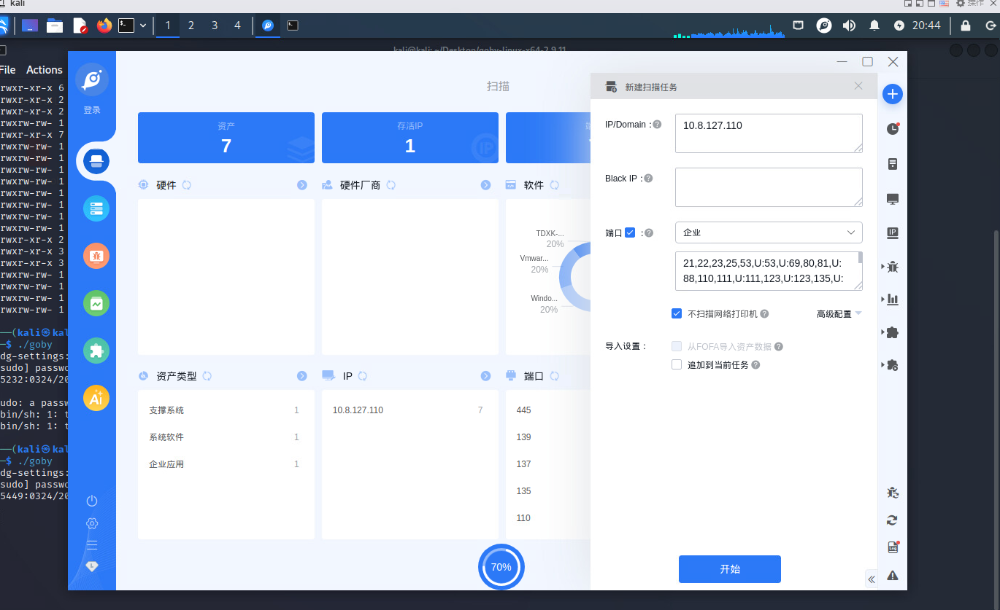 kali
操作
1 2 3 4
20:44
kali@kali: ~/Desktop/goby-linux-x64-2.9.11
File Actions
rwxr-xr-x 6
rwxr-xr-x 2
rwxr-xr-x 2
rwxrw-rw- 1
rwxr-xr-x 7
rwxrw-rw- 1
rwxrw-rw- 1
rwxrw-rw- 1
rwxrw-rw- 1
rwxrw-rw- 1
rwxrw-rw- 1
rwxrw-rw- 1
rwxrw-rw- 1
rwxr-xr-x 2
rwxrw-xr-x 3
rwxr-xr-x 3
rwxrw-rw- 1
rwxrw-rw- 1
rwxrw-rw- 1
rwxrw-rw- 1
(kali㉿kal
$ ./goby
dg-settings:
sudo] passwo
5232:0324/20
udo: a passw
bin/sh: 1: t
bin/sh: 1: t
(kali㉿kal
$ ./goby
dg-settings:
sudo] passwo
5449:0324/20
登录
Ai
扫描
资产
7
存活IP
1
IP
硬件
硬件厂商
软件
TDXK-...
20%
Vmwar...
20%
Windo...
20%
资产类型
支撑系统 1
系统软件 1
企业应用 1
IP
10.8.127.110 7
端口
445
139
137
135
110
70%
新建扫描任务
IP/Domain :
10.8.127.110
Black IP :
端口 :
企业
21,22,23,25,53,U:53,U:69,80,81,U:
88,110,111,U:111,123,U:123,135,U:
不扫描网络打印机
高级配置
导入设置 :
从FOFA导入资产数据
追加到当前任务
开始
IP
Log